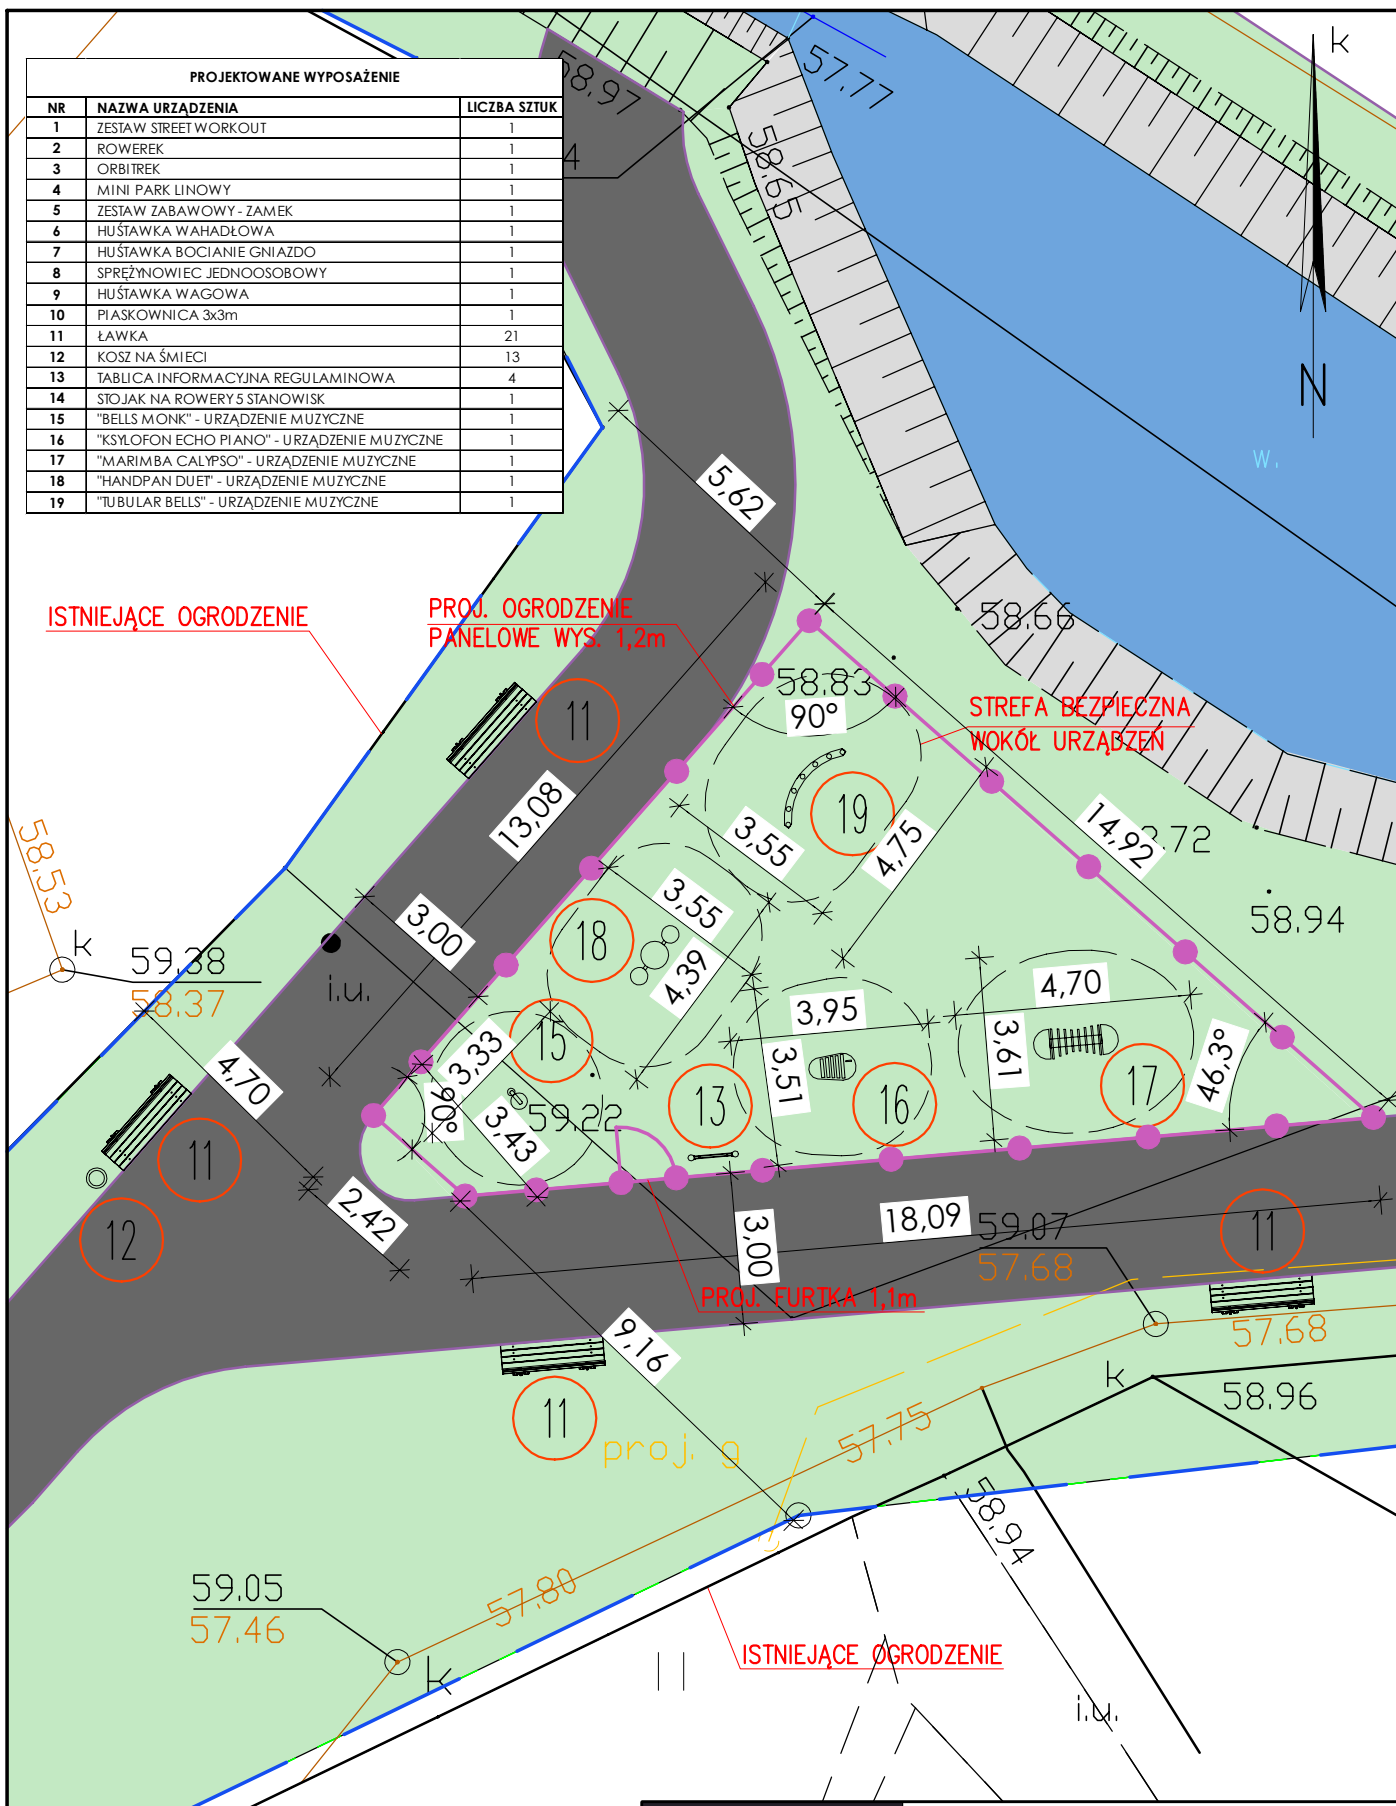 PROJEKTOWANE WYPOSAŻENIE
NR NAZWA URZĄDZENIA LICZBA SZTUK
1 ZESTAW STREET WORKOUT 1
2 ROWEREK 1
3 ORBITREK 1
4 MINI PARK LINOWY 1
5 ZESTAW ZABAWOWY - ZAMEK 1
6 HUŚTAWKA WAHADŁOWA 1
7 HUŚTAWKA BOCIANIE GNIAZDO 1
8 SPRĘŻYNOWIEC JEDNOOSOBOWY 1
9 HUŚTAWKA WAGOWA 1
10 PIASKOWNICA 3x3m 1
11 ŁAWKA 21
12 KOSZ NA ŚMIECI 13
13 TABLICA INFORMACYJNA REGULAMINOWA 4
14 STOJAK NA ROWERY 5 STANOWISK 1
15 "BELLS MONK" - URZĄDZENIE MUZYCZNE 1
16 "KSYLOFON ECHO PIANO" - URZĄDZENIE MUZYCZNE 1
17 "MARIMBA CALYPSO" - URZĄDZENIE MUZYCZNE 1
18 "HANDPAN DUET" - URZĄDZENIE MUZYCZNE 1
19 "TUBULAR BELLS" - URZĄDZENIE MUZYCZNE 1
58.97
57.77
58.65
4
k
N
w.
5,62
ISTNIEJĄCE OGRODZENIE
PROJ. OGRODZENIE
PANELOWE WYS. 1,2m
58.66
58.83
90°
STREFA BEZPIECZNA
WOKÓŁ URZĄDZEŃ
11
19
13,08
3,55
4,75
14,92
.72
58.53
3,55
3,00
18
58.94
k
59.38
58.37
i.u.
4,39
4,70
3,95
3,33
15
3,61
3,51
46,3°
4,70
90°
3,43
59.22
13
16
17
11
12
2,42
3,00
18,09
59.07
57.68
11
PROJ. FURTKA 1,1m
57.68
9,16
k
58.96
11
proj. g
57.75
58.94
59.05
57.46
57.80
k
ISTNIEJĄCE OGRODZENIE
i.u.